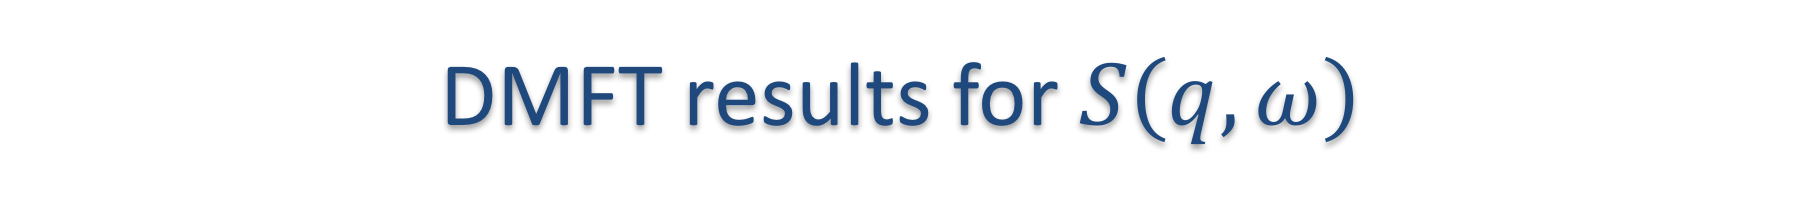 DMFT results for S(q, ω)